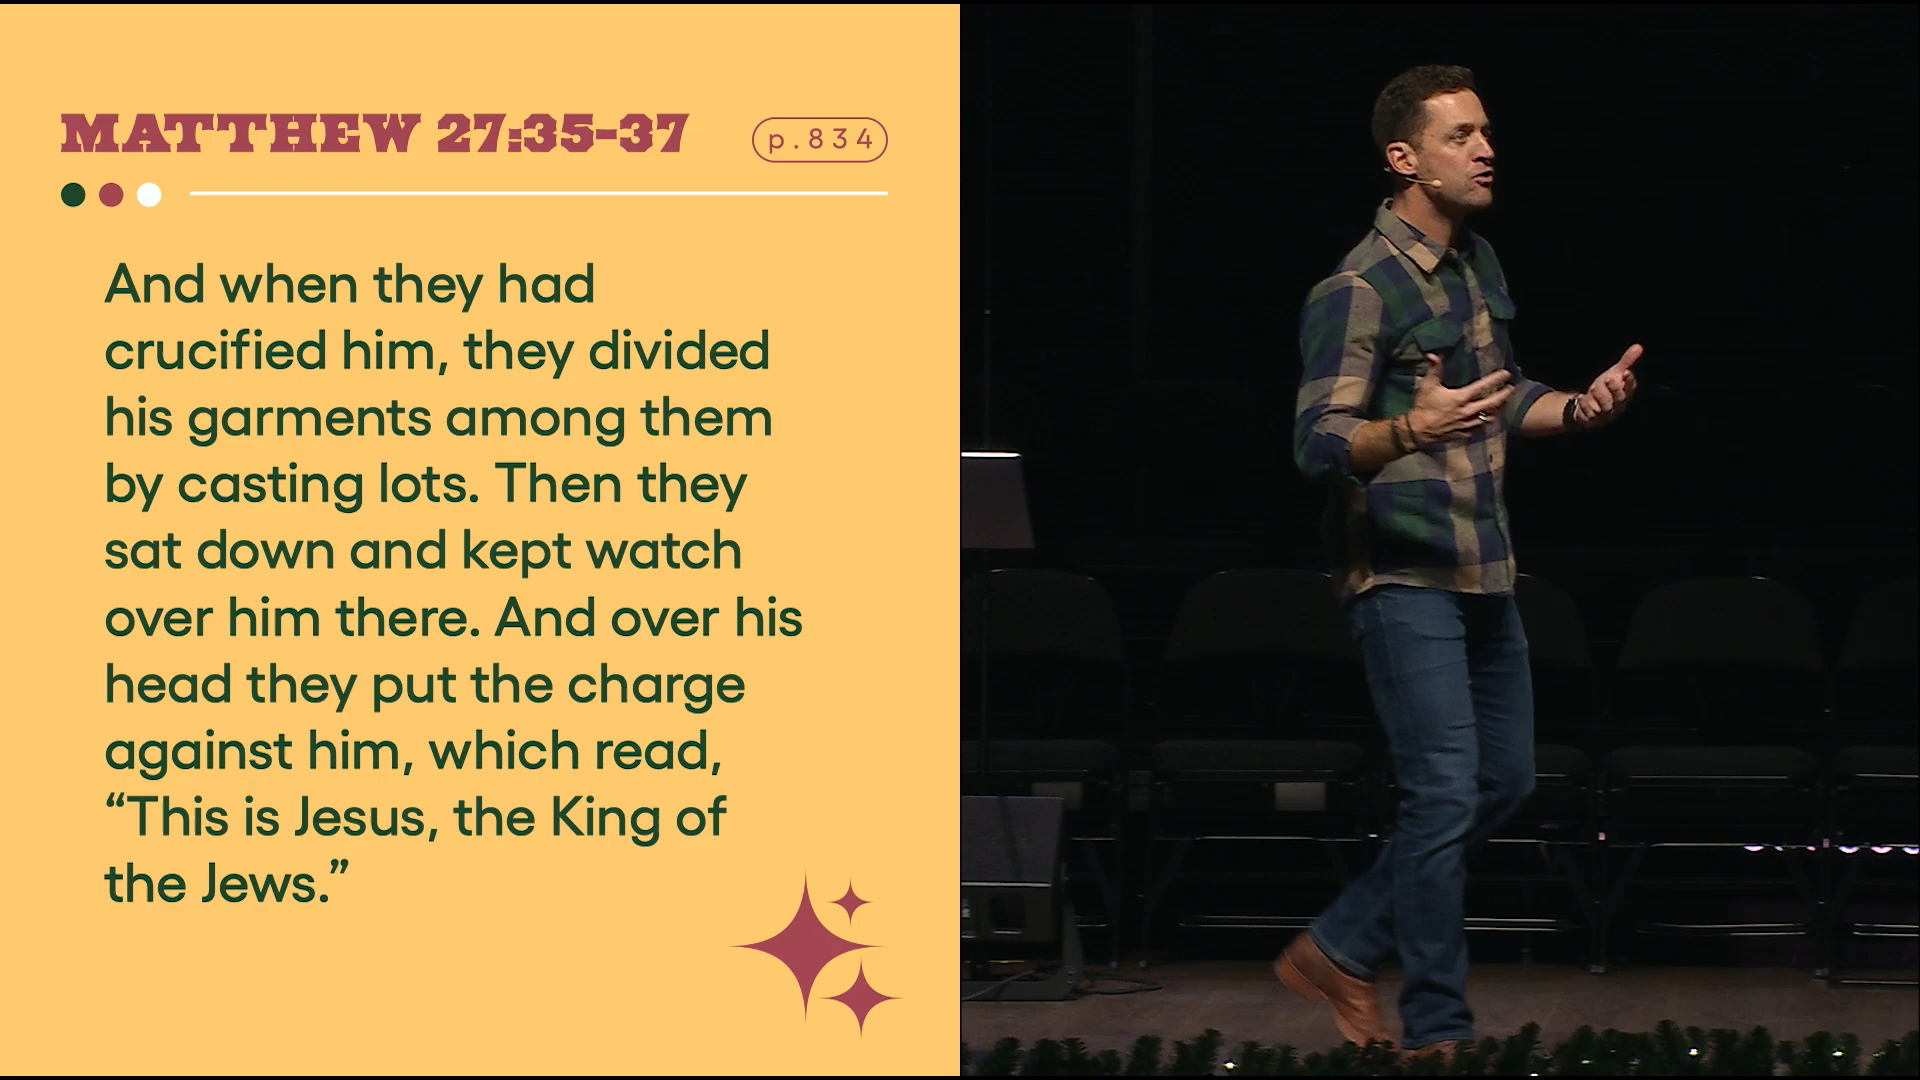 MATTHEW 27:35-37 p.834
And when they had
crucified him, they divided
his garments among them
by casting lots. Then they
sat down and kept watch
over him there. And over his
head they put the charge
against him, which read,
“This is Jesus, the King of
the Jews.”